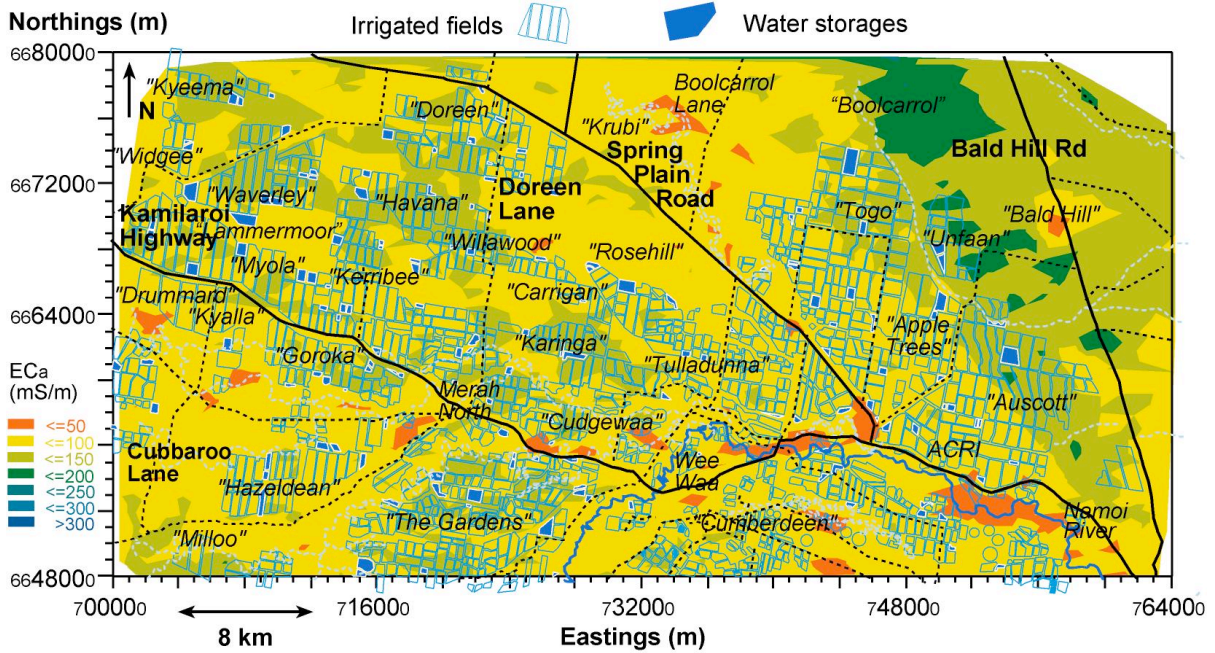 Northings (m)
Irrigated fields
Water storages
6680000
"Kyeema"
N
"Doreen"
Boolcarrol
Lane
"Boolcarrol"
"Krubi"
Spring
Plain
Road
Bald Hill Rd
"Widgee"
6672000
"Waverley"
"Havana"
Doreen
Lane
"Togo"
"Bald Hill"
Kamilaroi
Highway
"Lammermoor"
"Willawood"
"Rosehill"
"Unfaan"
"Myola"
"Kerribee"
"Carrigan"
"Drummard"
6664000
"Kyalla"
"Karinga"
"Apple
Trees"
"Goroka"
"Tulladunna"
ECa
(mS/m)
Merah
North
"Auscott"
<=50
<=100
<=150
<=200
<=250
<=300
>300
"Cudgewaa"
Cubbaroo
Lane
Wee
Waa
ACRI
"Hazeldean"
"The Gardens"
"Cumberdeen"
Namoi
River
"Milloo"
6648000
700000
716000
732000
748000
764000
8 km
Eastings (m)